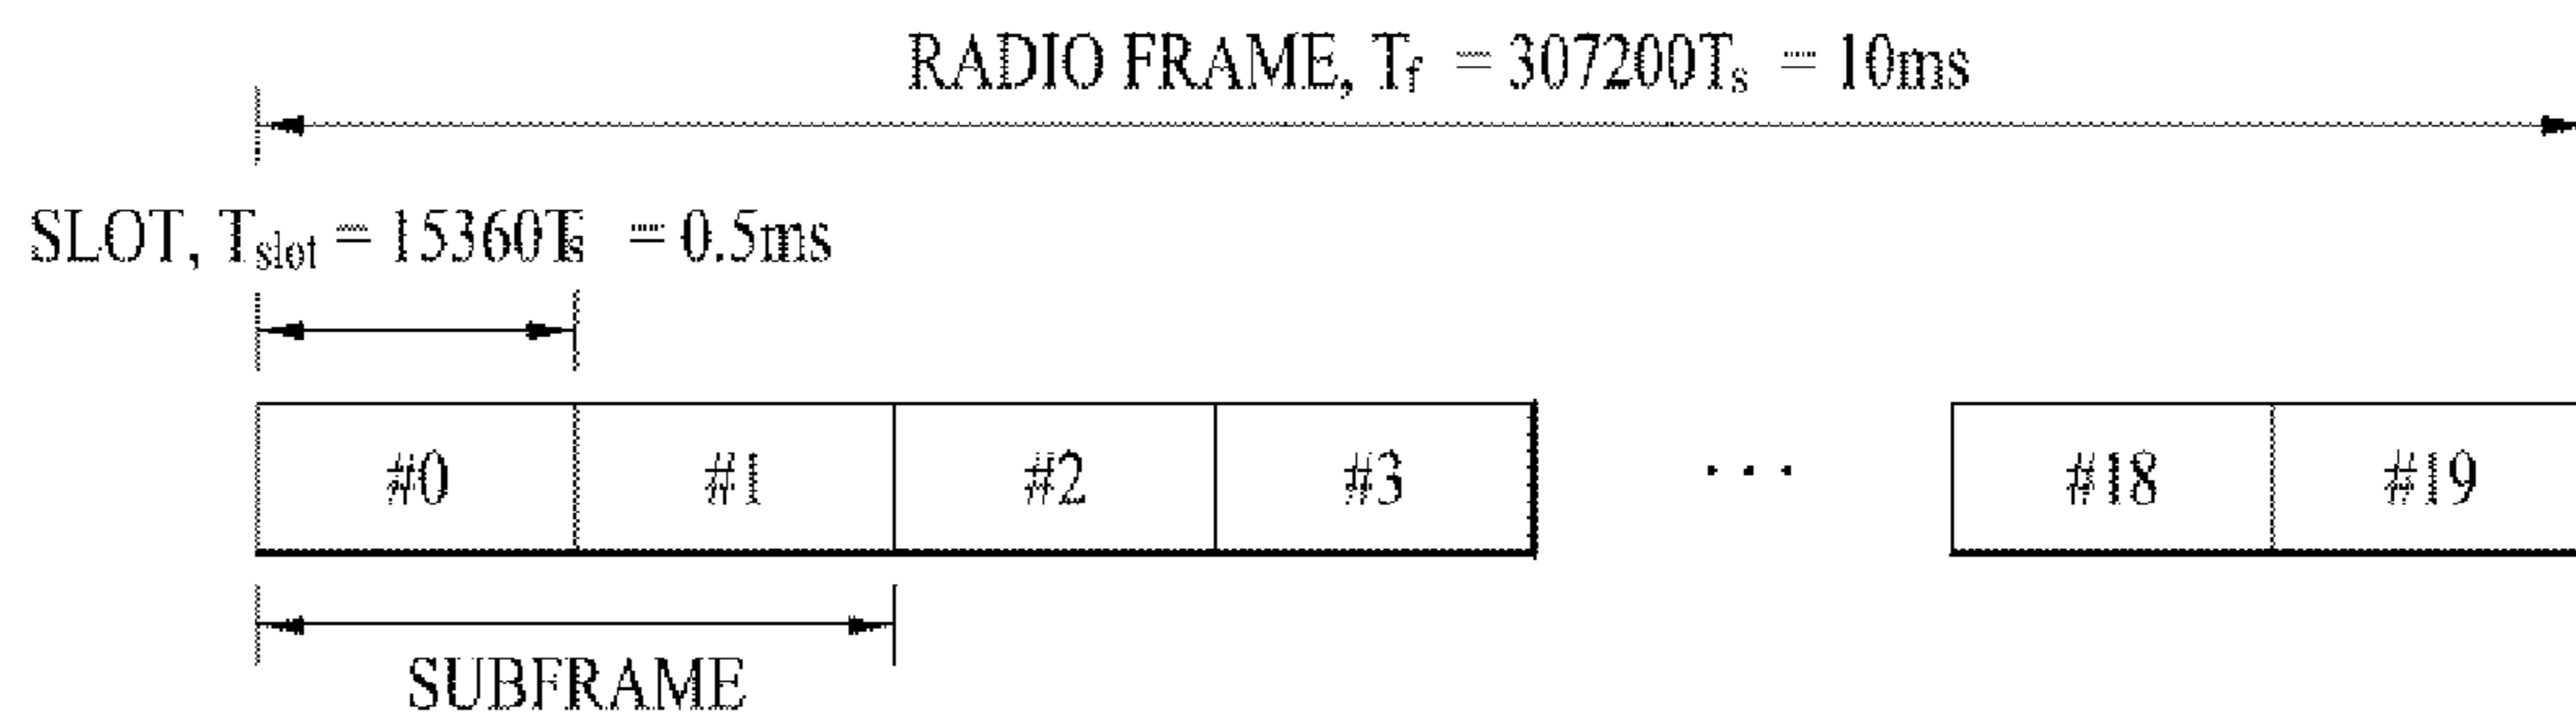 RADIO FRAME, Tf = 307200Ts = 10ms
SLOT, Tslot = 15360Ts = 0.5ms
#0 #1 #2 #3 ... #18 #19
SUBFRAME